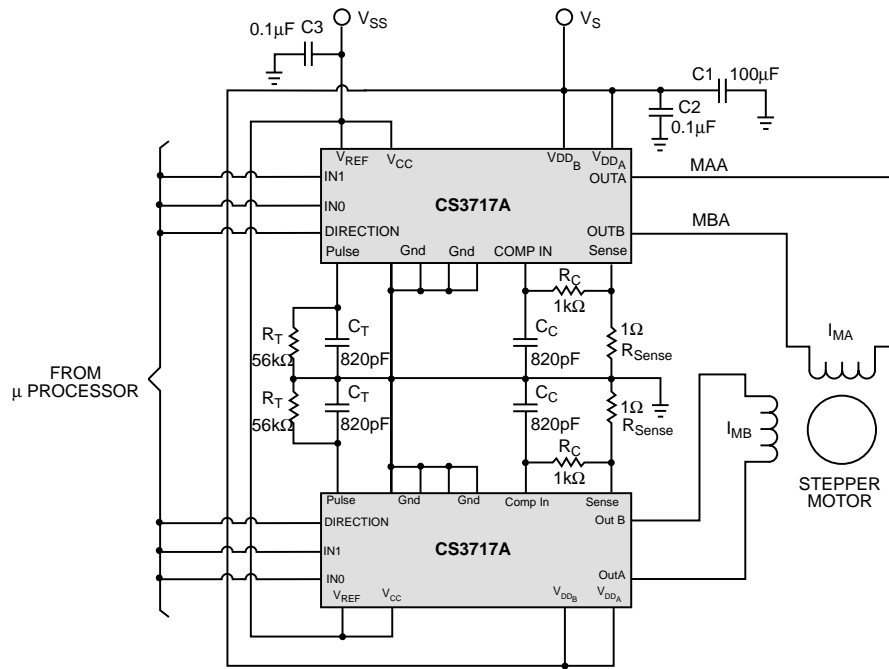 VSS
VS
0.1μF C3
C1 100μF
C2
0.1μF
VREF VCC VDDB VDDA
IN1
IN0
DIRECTION
CS3717A
OUTA
OUTB
MAA
MBA
Pulse Gnd Gnd COMP IN Sense
RC
1kΩ
RT
56kΩ
CT
820pF
CC
820pF
1Ω
RSense
IMA
FROM
μ PROCESSOR
RT
56kΩ
CT
820pF
CC
820pF
1Ω
RSense
RC
1kΩ
IMB
STEPPER
MOTOR
Pulse Gnd Gnd Comp In Sense
DIRECTION
IN1
IN0
CS3717A
Out B
OutA
VREF VCC VDDB VDDA